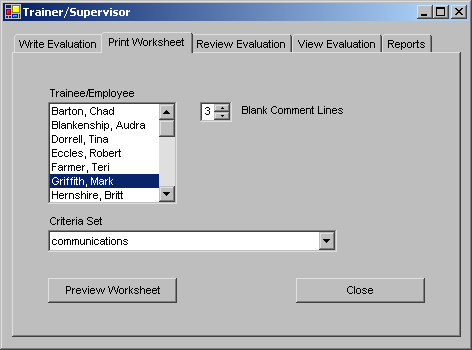 Trainer/Supervisor
Write Evaluation Print Worksheet Review Evaluation View Evaluation Reports
Trainee/Employee
Barton, Chad
Blankenship, Audra
Dorrell, Tina
Eccles, Robert
Farmer, Teri
Griffith, Mark
Hernshire, Britt
3 Blank Comment Lines
Criteria Set
communications
Preview Worksheet Close